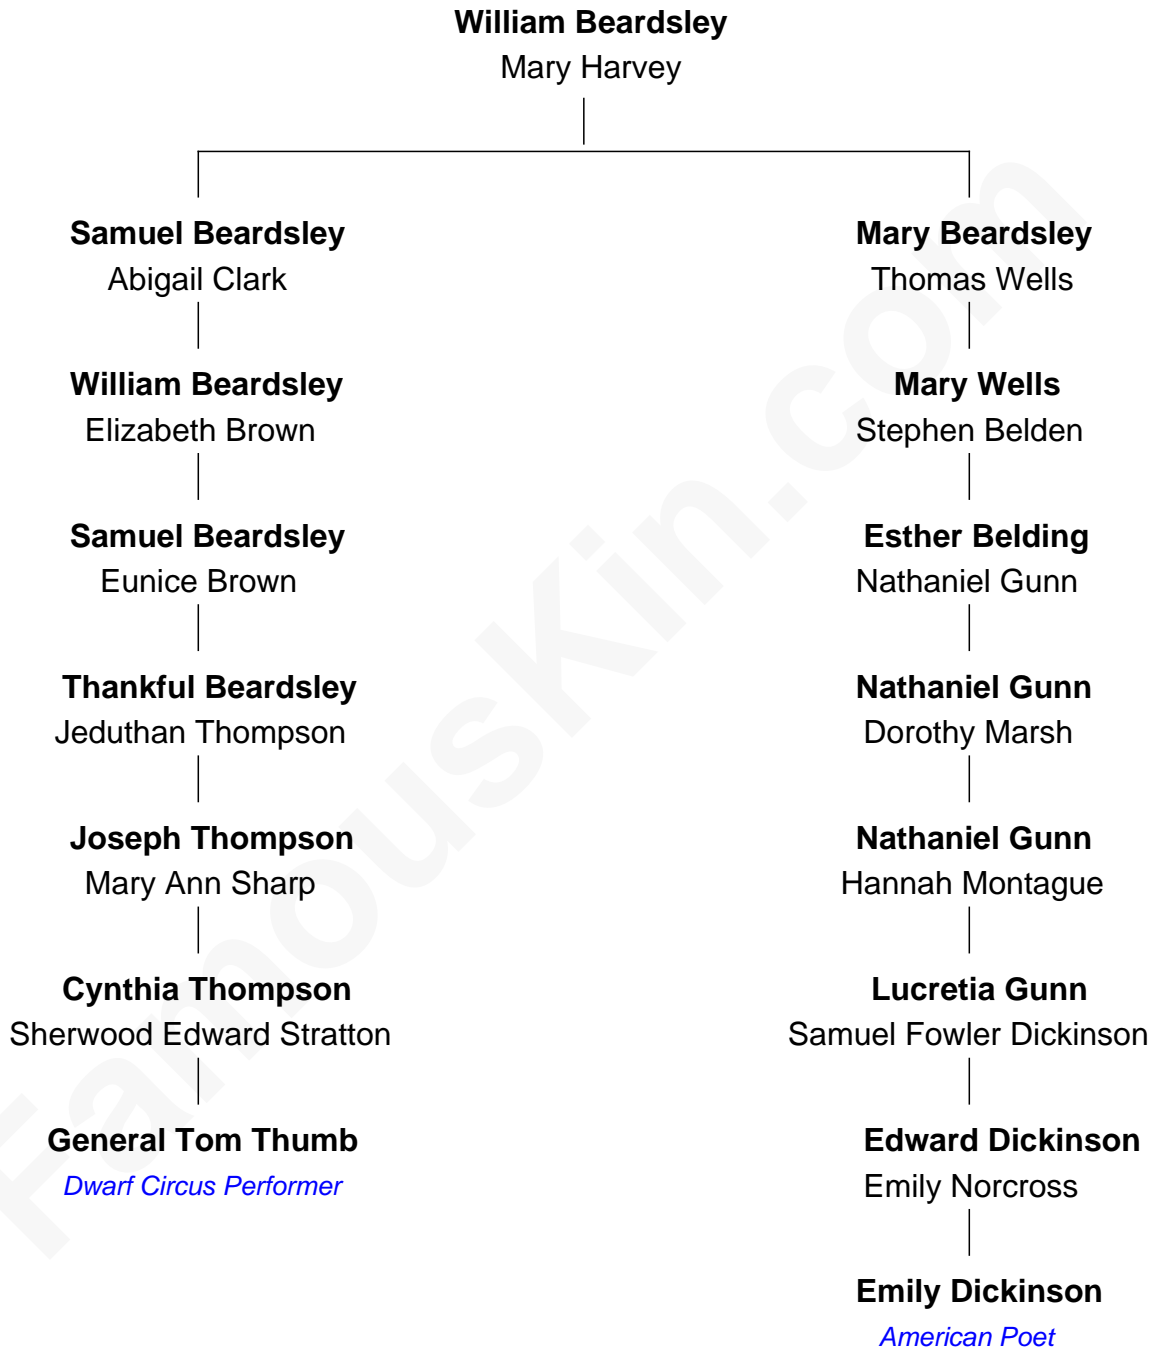 William Beardsley
Mary Harvey
Samuel Beardsley
Abigail Clark
William Beardsley
Elizabeth Brown
Samuel Beardsley
Eunice Brown
Thankful Beardsley
Jeduthan Thompson
Joseph Thompson
Mary Ann Sharp
Cynthia Thompson
Sherwood Edward Stratton
General Tom Thumb
Dwarf Circus Performer
Mary Beardsley
Thomas Wells
Mary Wells
Stephen Belden
Esther Belding
Nathaniel Gunn
Nathaniel Gunn
Dorothy Marsh
Nathaniel Gunn
Hannah Montague
Lucretia Gunn
Samuel Fowler Dickinson
Edward Dickinson
Emily Norcross
Emily Dickinson
American Poet
FamousKin.com